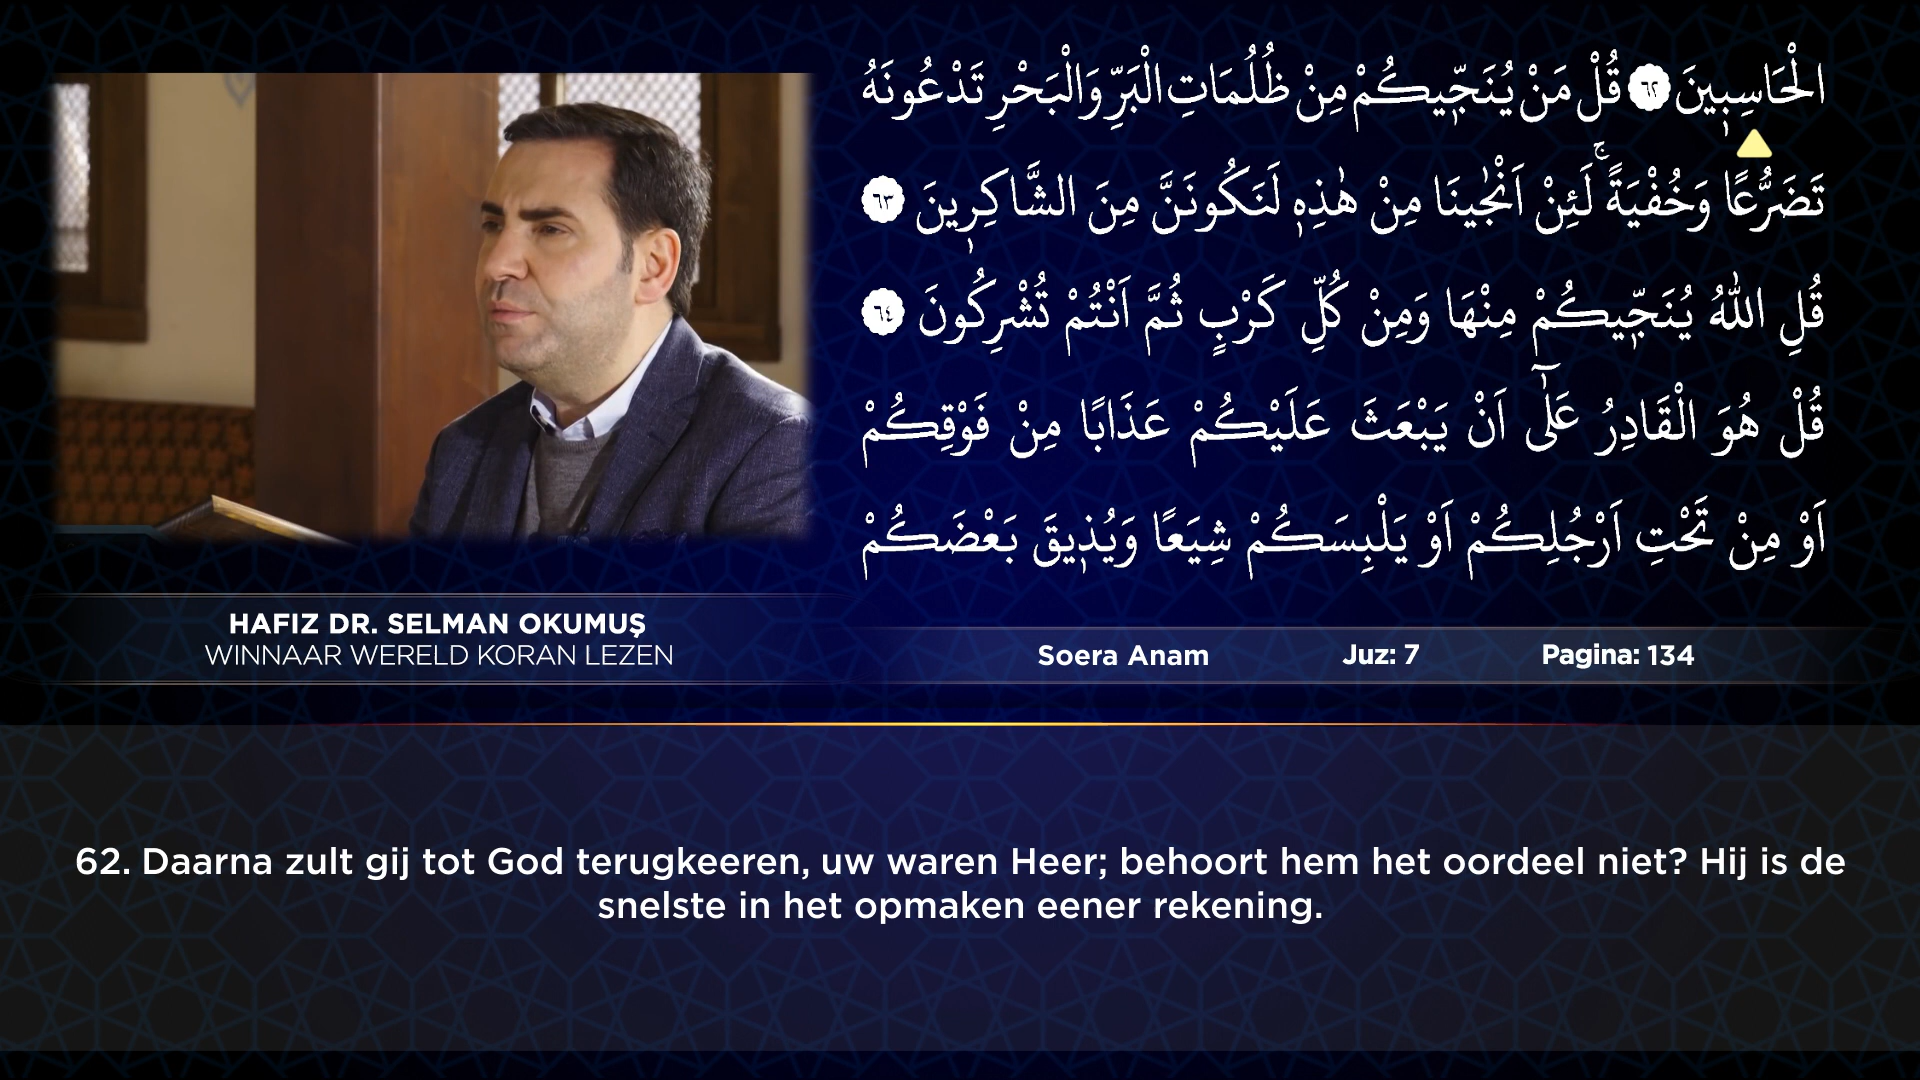 الْحَاسِبٖينَ ﴿٦٢﴾ قُلْ مَنْ يُنَجّٖيكُمْ مِنْ ظُلُمَاتِ الْبَرِّ وَالْبَحْرِ تَدْعُونَهُ
تَضَرُّعًا وَخُفْيَةًۚ لَئِنْ اَنْجٰينَا مِنْ هٰذِهٖ لَنَكُونَنَّ مِنَ الشَّاكِرٖينَ ﴿٦٣﴾
قُلِ اللّٰهُ يُنَجّٖيكُمْ مِنْهَا وَمِنْ كُلِّ كَرْبٍ ثُمَّ اَنْتُمْ تُشْرِكُونَ ﴿٦٤﴾
قُلْ هُوَ الْقَادِرُ عَلٰٓى اَنْ يَبْعَثَ عَلَيْكُمْ عَذَابًا مِنْ فَوْقِكُمْ
اَوْ مِنْ تَحْتِ اَرْجُلِكُمْ اَوْ يَلْبِسَكُمْ شِيَعًا وَيُذٖيقَ بَعْضَكُمْ
HAFIZ DR. SELMAN OKUMUŞ
WINNAAR WERELD KORAN LEZEN
Soera Anam Juz: 7 Pagina: 134
62. Daarna zult gij tot God terugkeeren, uw waren Heer; behoort hem het oordeel niet? Hij is de
snelste in het opmaken eener rekening.